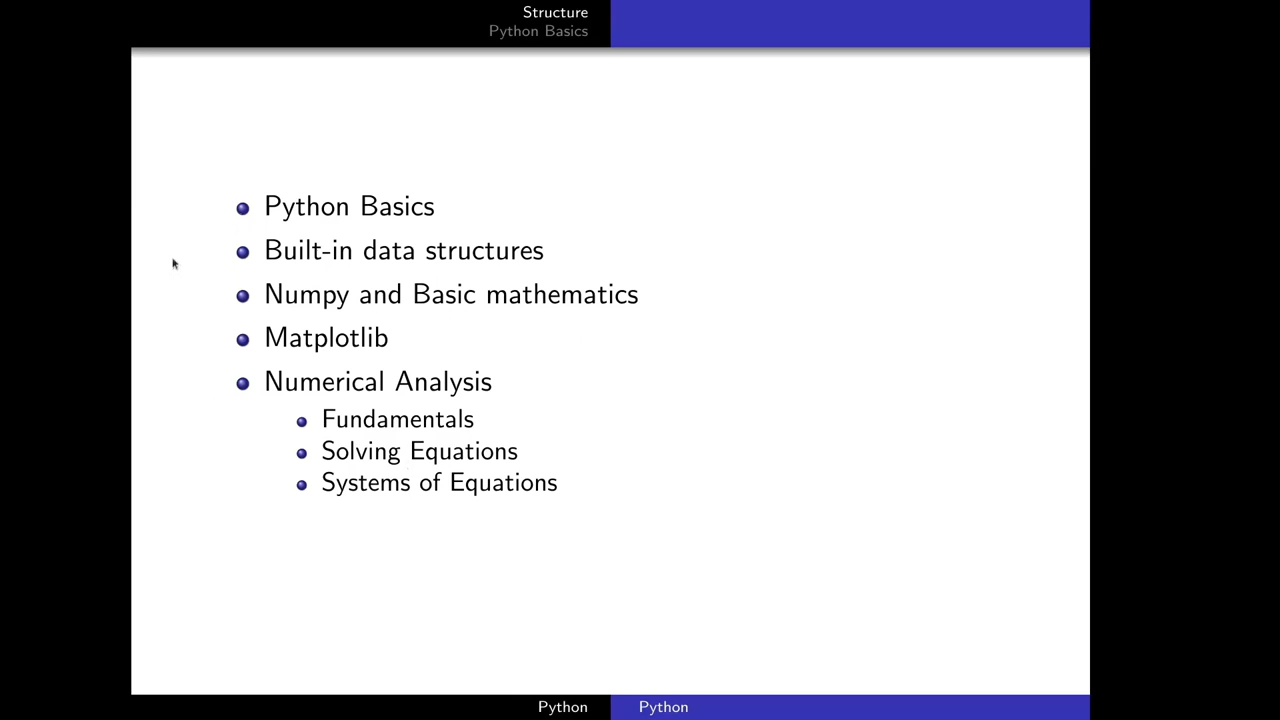 Structure
Python Basics
Python Basics
Built-in data structures
Numpy and Basic mathematics
Matplotlib
Numerical Analysis
Fundamentals
Solving Equations
Systems of Equations
Python Python